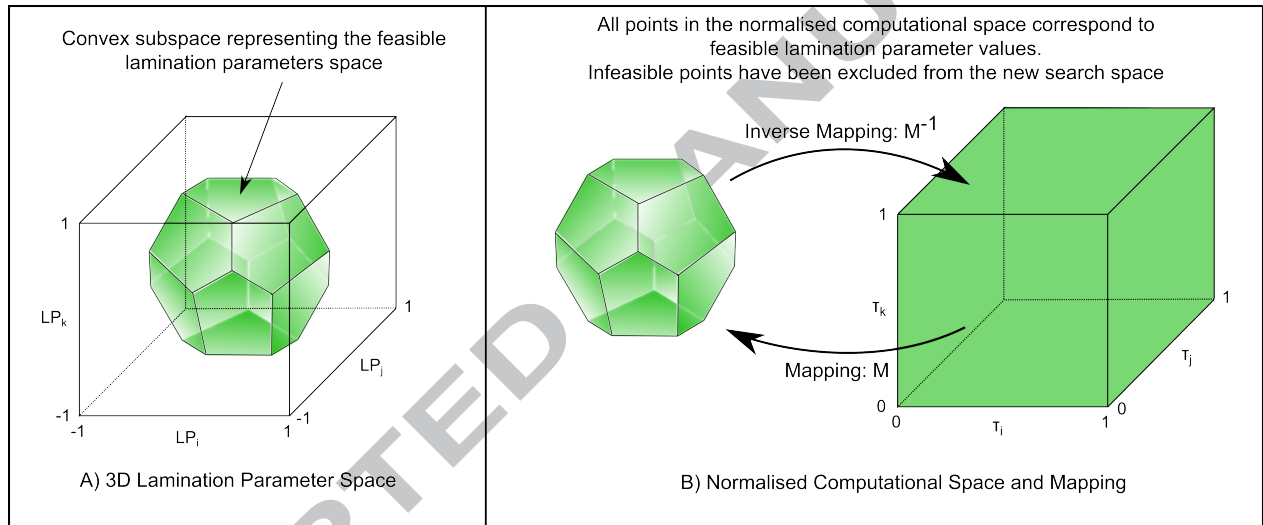 Convex subspace representing the feasible
lamination parameters space
1
LPk
-1
-1
LPi
1
-1
LPj
1
A) 3D Lamination Parameter Space
All points in the normalised computational space correspond to
feasible lamination parameter values.
Infeasible points have been excluded from the new search space
Inverse Mapping: M-1
Mapping: M
1
τk
0
0
τi
1
0
τj
1
B) Normalised Computational Space and Mapping